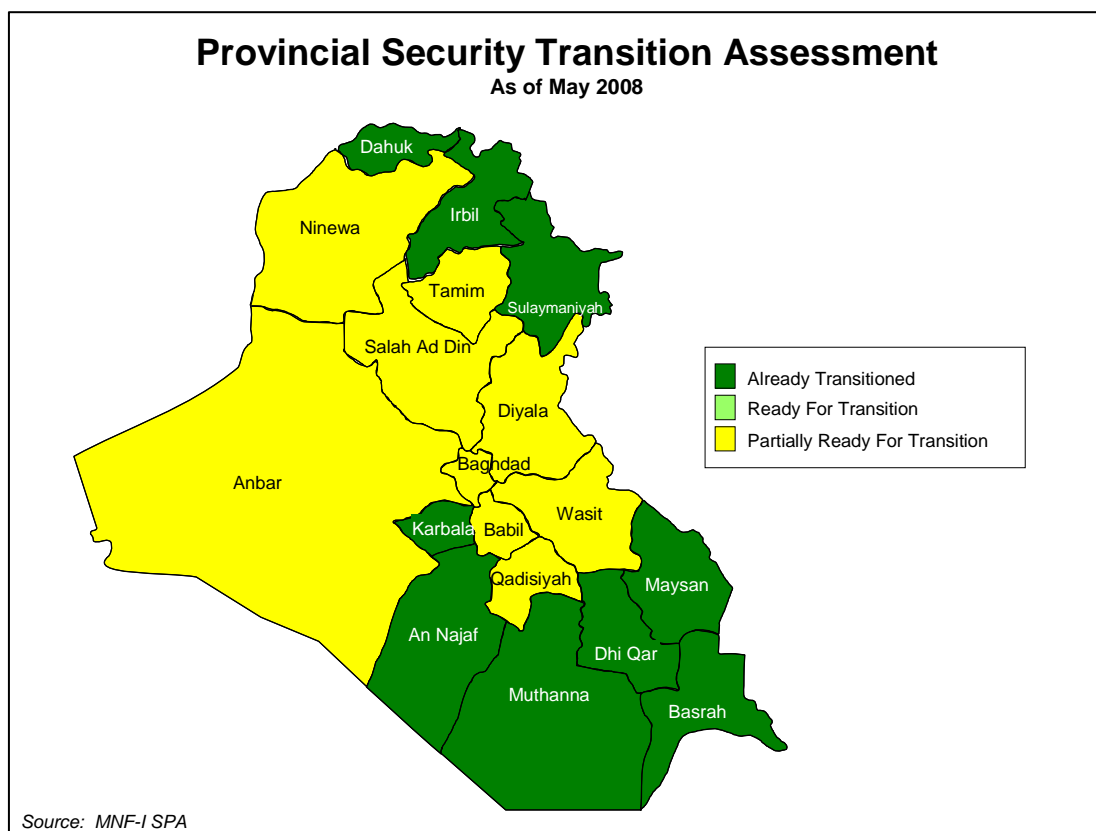 Provincial Security Transition Assessment
As of May 2008
Dahuk
Irbil
Ninewa
Tamim
Sulaymaniyah
Salah Ad Din
Already Transitioned
Ready For Transition
Partially Ready For Transition
Diyala
Baghdad
Anbar
Wasit
Karbala
Babil
Qadisiyah
Maysan
An Najaf
Dhi Qar
Muthanna
Basrah
Source: MNF-I SPA